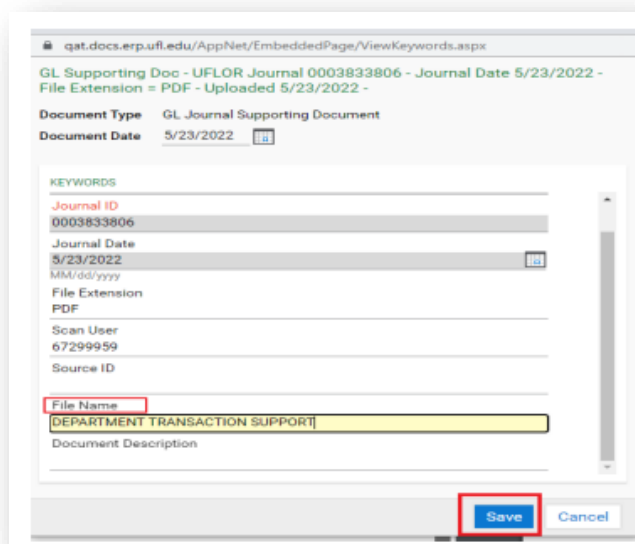 qat.docs.erp.ufl.edu/AppNet/EmbeddedPage/ViewKeywords.aspx
GL Supporting Doc - UFLOR Journal 0003833806 - Journal Date 5/23/2022 -
File Extension = PDF - Uploaded 5/23/2022 -
Document Type GL Journal Supporting Document
Document Date 5/23/2022
KEYWORDS
Journal ID
0003833806
Journal Date
5/23/2022
MM/dd/yyyy
File Extension
PDF
Scan User
67299959
Source ID
File Name
DEPARTMENT TRANSACTION SUPPORT
Document Description
Save Cancel